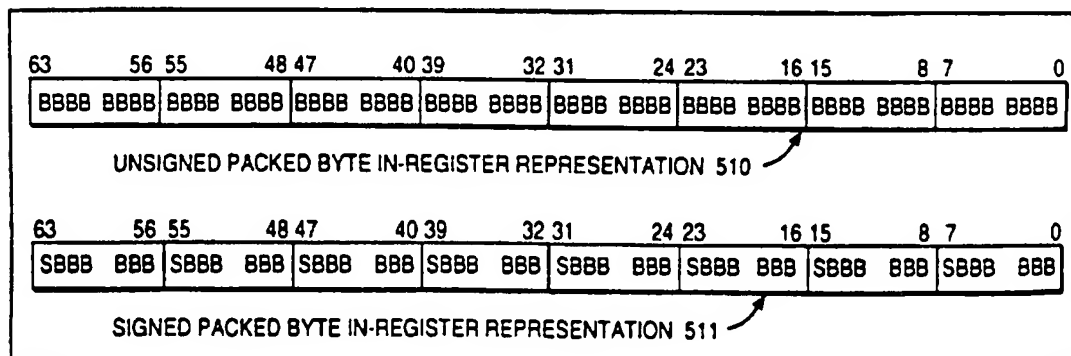 63 56 55 48 47 40 39 32 31 24 23 16 15 8 7 0
BBBB BBBB BBBB BBBB BBBB BBBB BBBB BBBB BBBB BBBB BBBB BBBB BBBB BBBB BBBB BBBB
UNSIGNED PACKED BYTE IN-REGISTER REPRESENTATION 510
63 56 55 48 47 40 39 32 31 24 23 16 15 8 7 0
SBBB BBB SBBB BBB SBBB BBB SBBB BBB SBBB BBB SBBB BBB SBBB BBB SBBB BBB
SIGNED PACKED BYTE IN-REGISTER REPRESENTATION 511